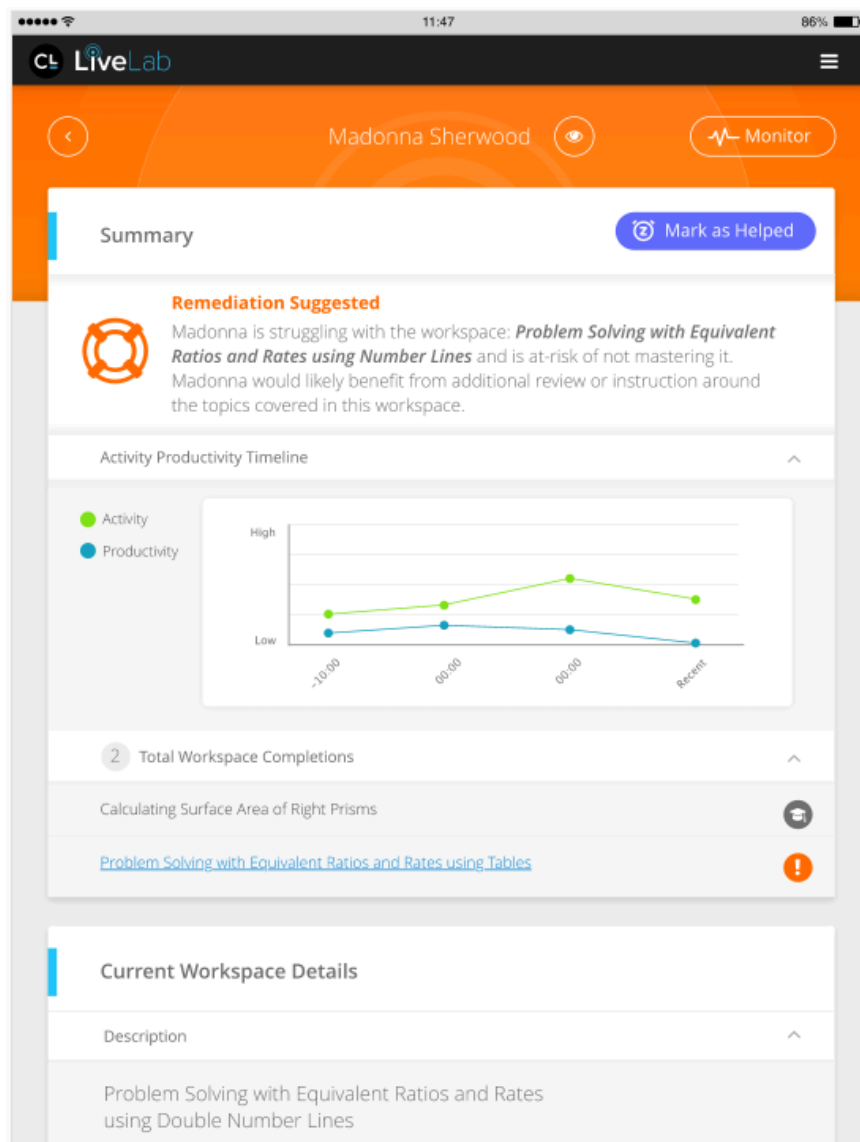 11:47
86%
CL LiveLab
Madonna Sherwood
Monitor
Summary
Mark as Helped
Remediation Suggested
Madonna is struggling with the workspace: Problem Solving with Equivalent
Ratios and Rates using Number Lines and is at-risk of not mastering it.
Madonna would likely benefit from additional review or instruction around
the topics covered in this workspace.
Activity Productivity Timeline
Activity
Productivity
High
Low
-10:00
00:00
00:00
Recent
2 Total Workspace Completions
Calculating Surface Area of Right Prisms
Problem Solving with Equivalent Ratios and Rates using Tables
!
Current Workspace Details
Description
Problem Solving with Equivalent Ratios and Rates
using Double Number Lines